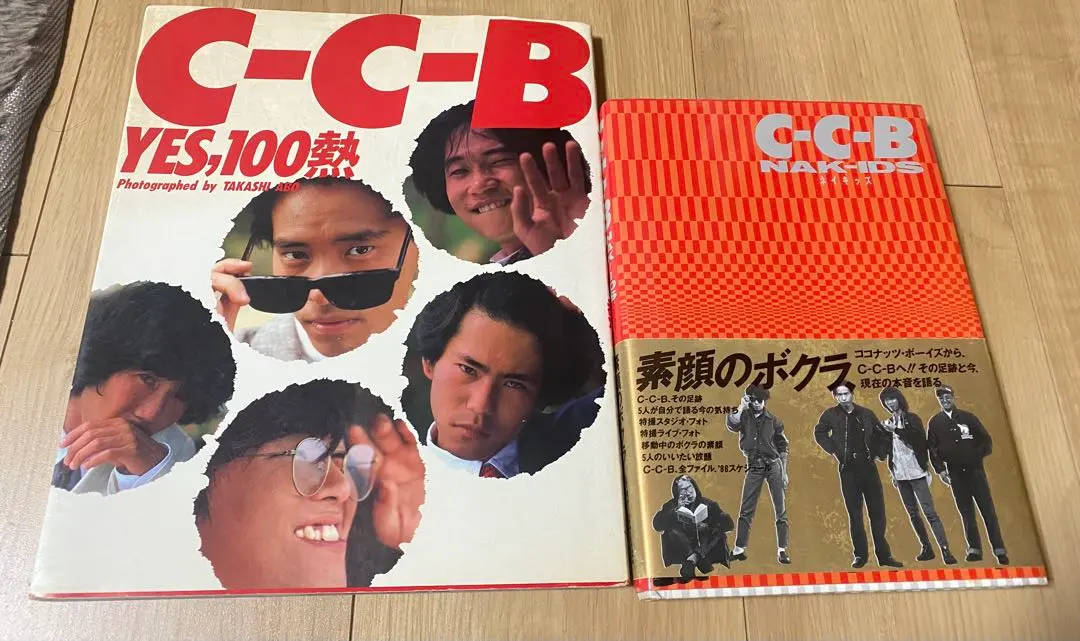 C-C-B
YES,100熱
Photographed by TAKASHI ABO
C-C-B
NAK-IDS
ネイキッズ
素顔のボクラ
ココナッツ・ボーイズから、
C-C-Bへ!! その足跡と今、
現在の本音を語る
C-C-B、その足跡
5人が自分で語る今の気持ち
特撮スタジオ・フォト
特撮ライブ・フォト
移動中のボクラの素顔
5人のいいたい放題
C-C-B、全ファイル、'86スケジュール